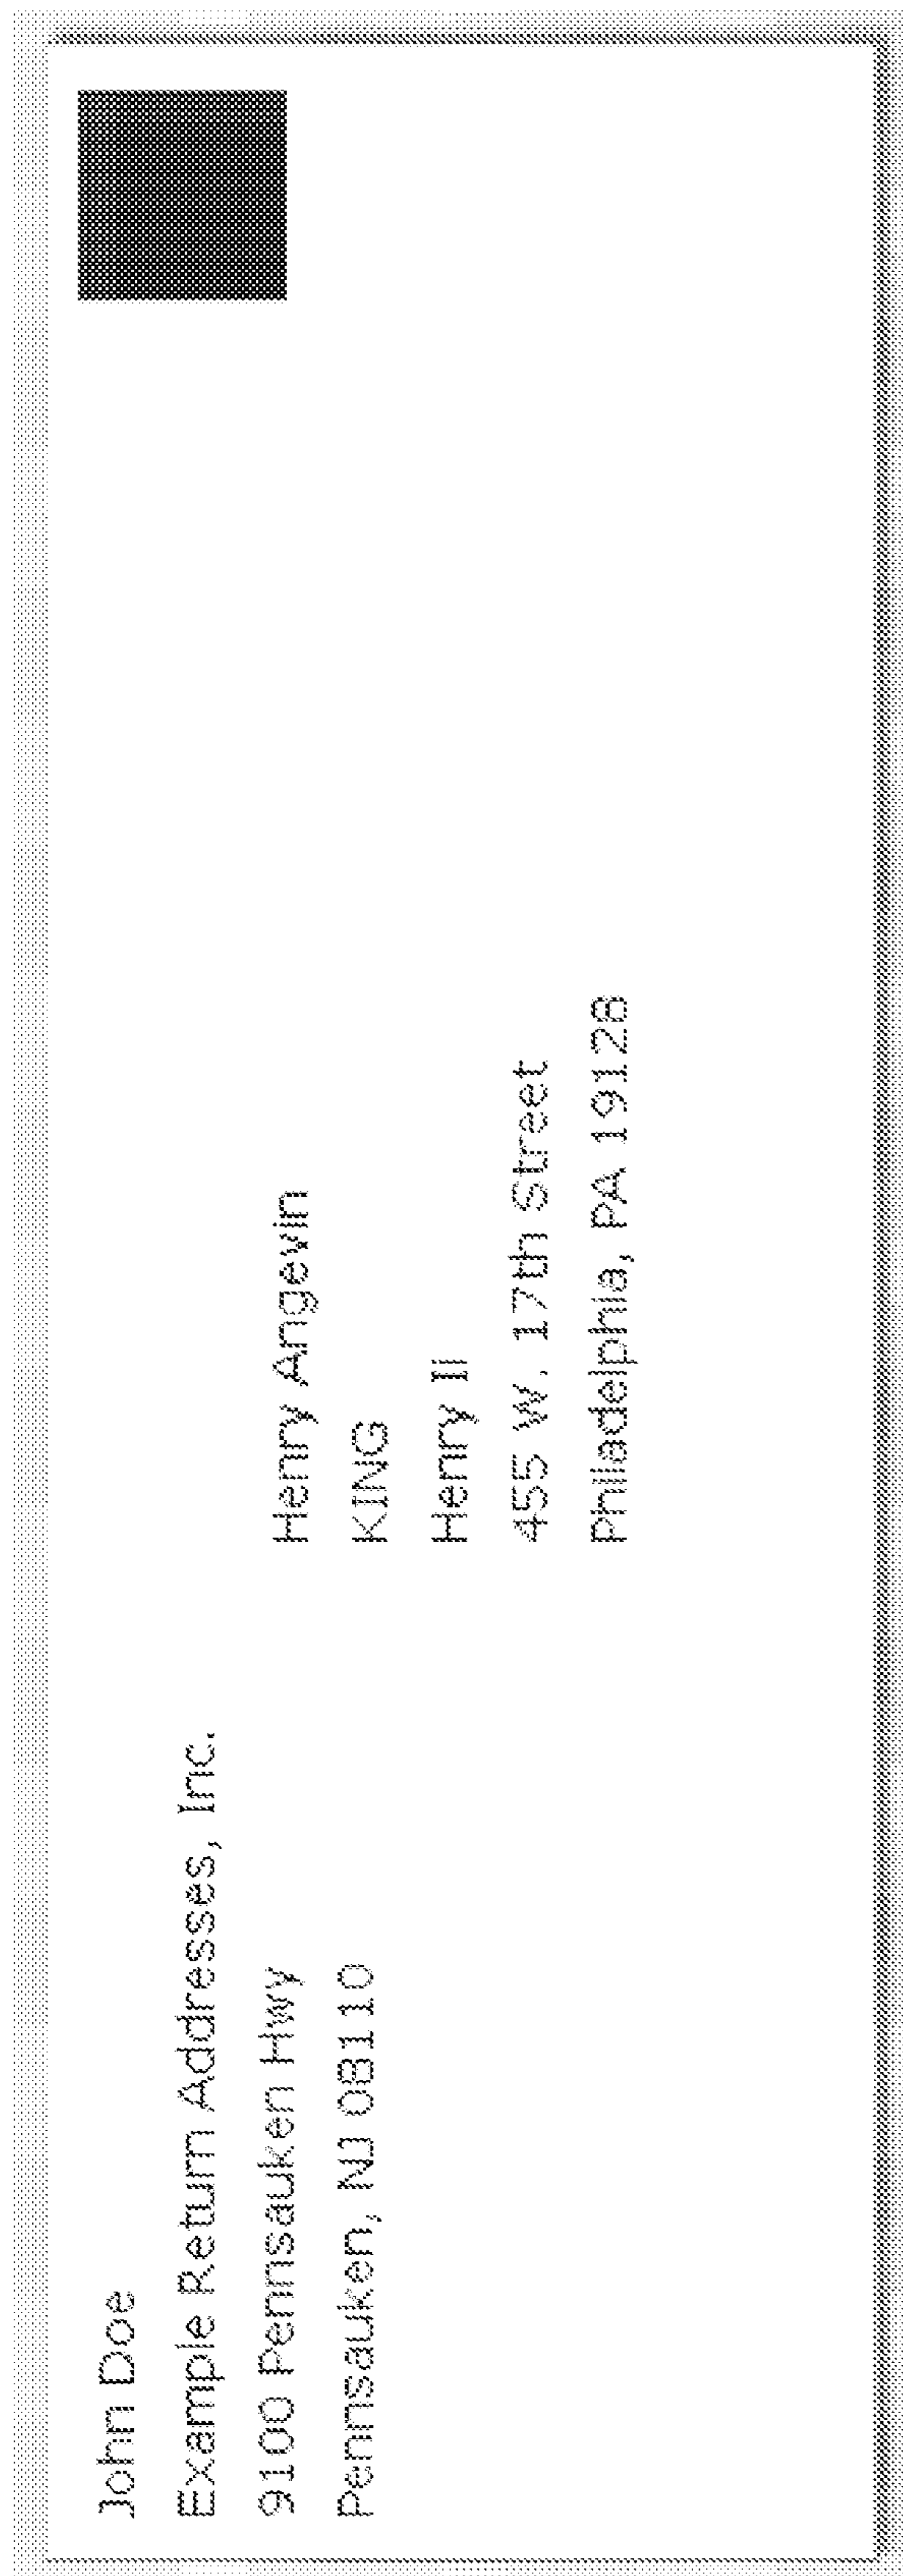 John Doe
Example Return Addresses, Inc.
9100 Pennsauken Hwy
Pennsauken, NJ 08110
Henry Angevin
KING
Henry II
455 W. 17th Street
Philadelphia, PA 19128